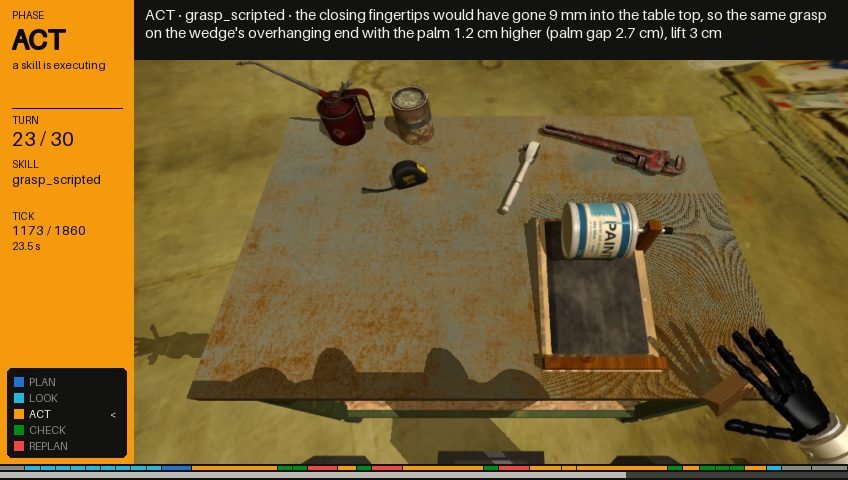 PHASE
ACT
a skill is executing
TURN
23 / 30
SKILL
grasp_scripted
TICK
1173 / 1860
23.5 s
PLAN
LOOK
ACT <
CHECK
REPLAN
ACT · grasp_scripted · the closing fingertips would have gone 9 mm into the table top, so the same grasp
on the wedge's overhanging end with the palm 1.2 cm higher (palm gap 2.7 cm), lift 3 cm
PAINT